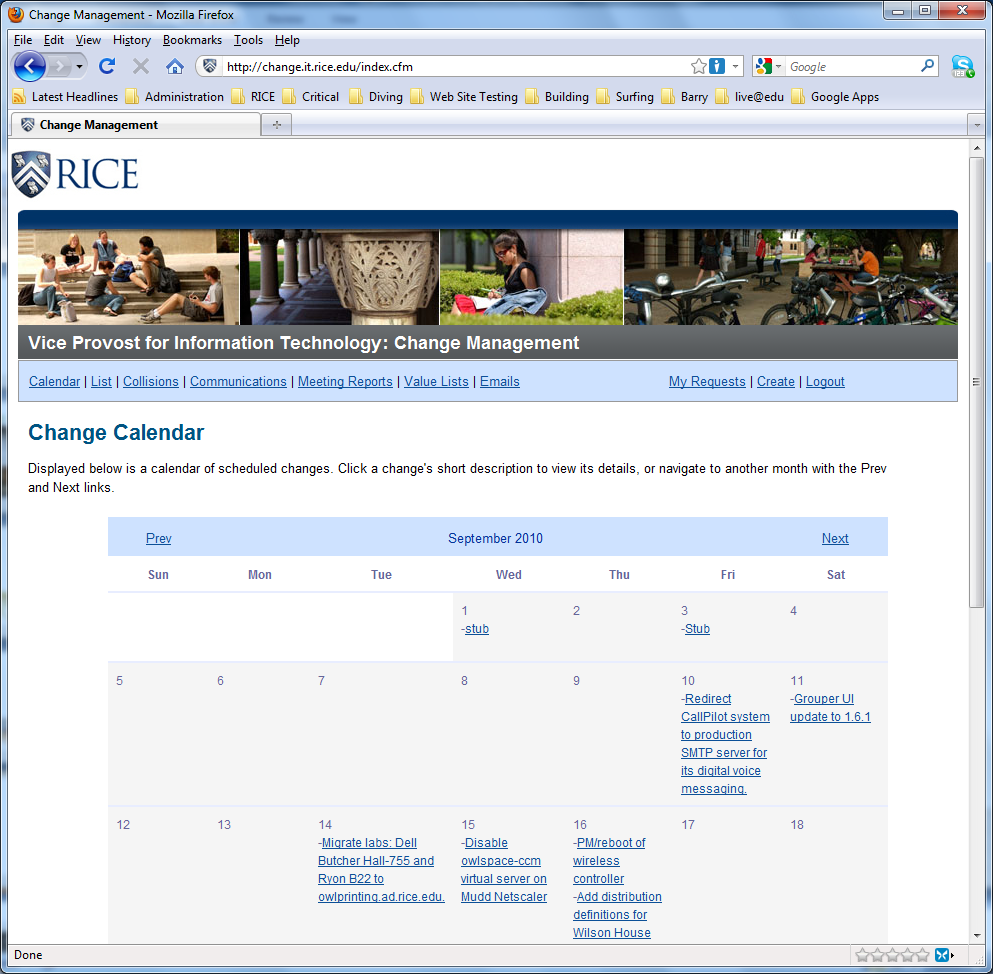 Change Management - Mozilla Firefox
File Edit View History Bookmarks Tools Help
http://change.it.rice.edu/index.cfm
Google
123
Latest Headlines Administration RICE Critical Diving Web Site Testing Building Surfing Barry live@edu Google Apps
Change Management
RICE
Vice Provost for Information Technology: Change Management
Calendar | List | Collisions | Communications | Meeting Reports | Value Lists | Emails
My Requests | Create | Logout
Change Calendar
Displayed below is a calendar of scheduled changes. Click a change's short description to view its details, or navigate to another month with the Prev
and Next links.
Prev September 2010 Next
Sun Mon Tue Wed Thu Fri Sat
1
-stub
2
3
-Stub
4
5
6
7
8
9
10
-Redirect
CallPilot system
to production
SMTP server for
its digital voice
messaging.
11
-Grouper UI
update to 1.6.1
12
13
14
-Migrate labs: Dell
Butcher Hall-755 and
Ryon B22 to
owlprinting.ad.rice.edu.
15
-Disable
owlspace-ccm
virtual server on
Mudd Netscaler
16
-PM/reboot of
wireless
controller
-Add distribution
definitions for
Wilson House
17
18
Done